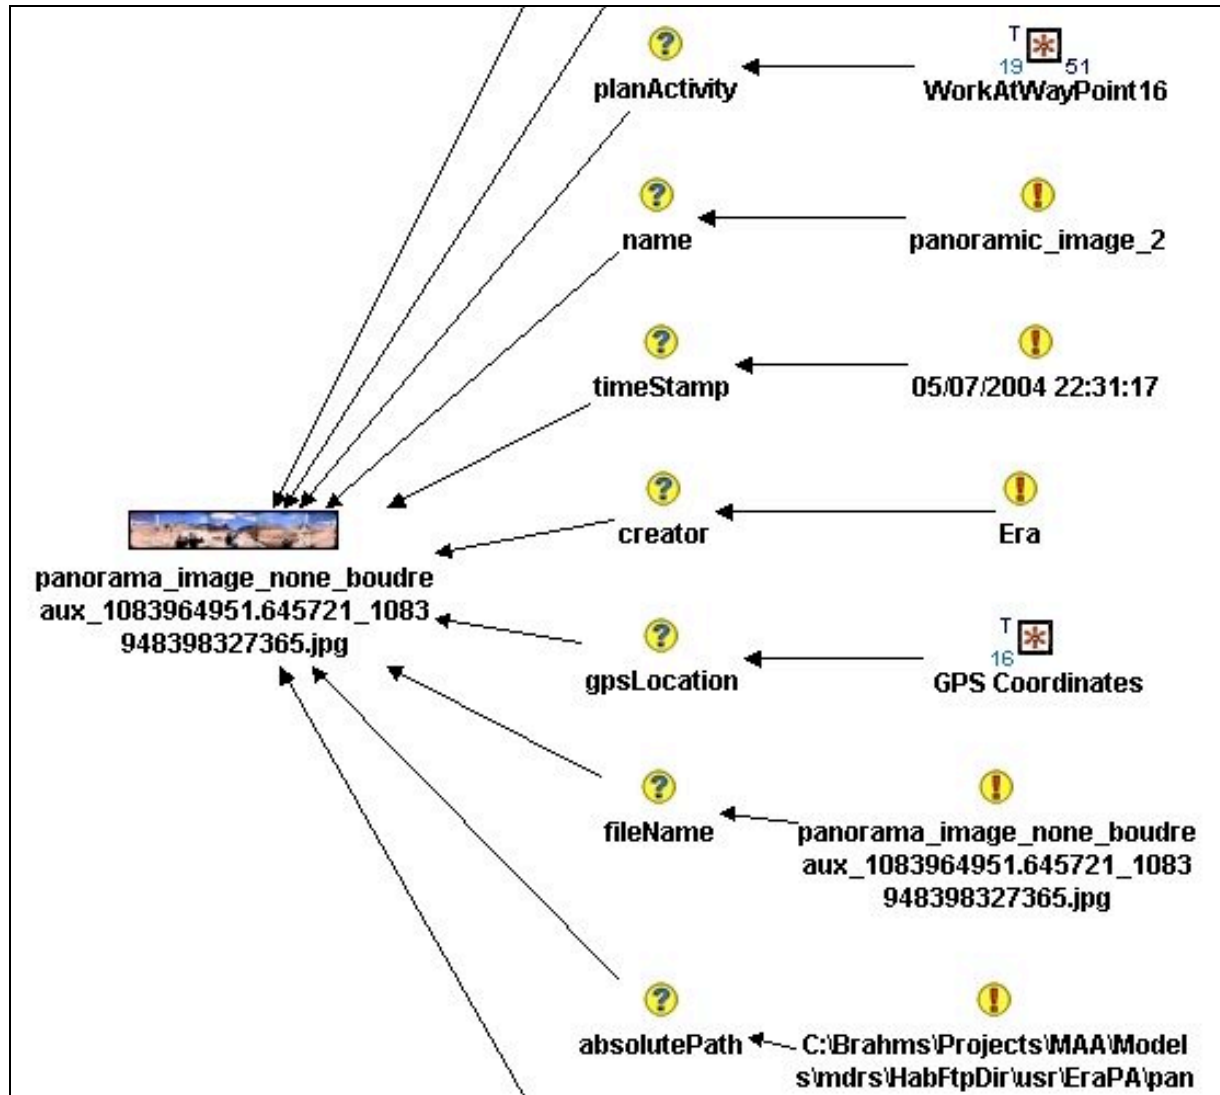 T
19 51
planActivity
WorkAtWayPoint16
name
panoramic_image_2
timeStamp
05/07/2004 22:31:17
creator
Era
panorama_image_none_boudre
aux_1083964951.645721_1083
948398327365.jpg
T
16
gpsLocation
GPS Coordinates
fileName
panorama_image_none_boudre
aux_1083964951.645721_1083
948398327365.jpg
absolutePath
C:\Brahms\Projects\MAA\Model
s\mdrs\HabFtpDir\usr\EraPA\pan